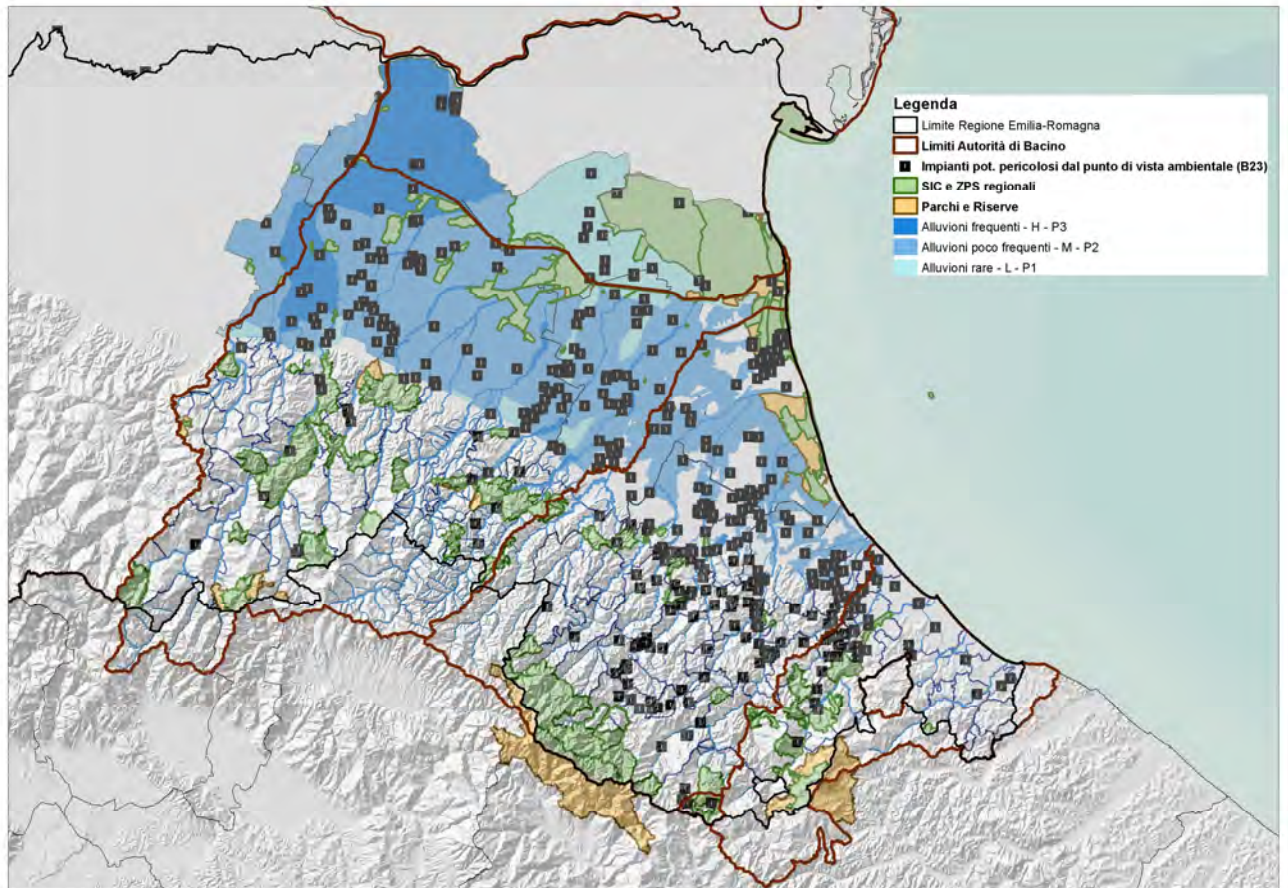 Legenda
Limite Regione Emilia-Romagna
Limiti Autorità di Bacino
Impianti pot. pericolosi dal punto di vista ambientale (B23)
SIC e ZPS regionali
Parchi e Riserve
Alluvioni frequenti - H - P3
Alluvioni poco frequenti - M - P2
Alluvioni rare - L - P1